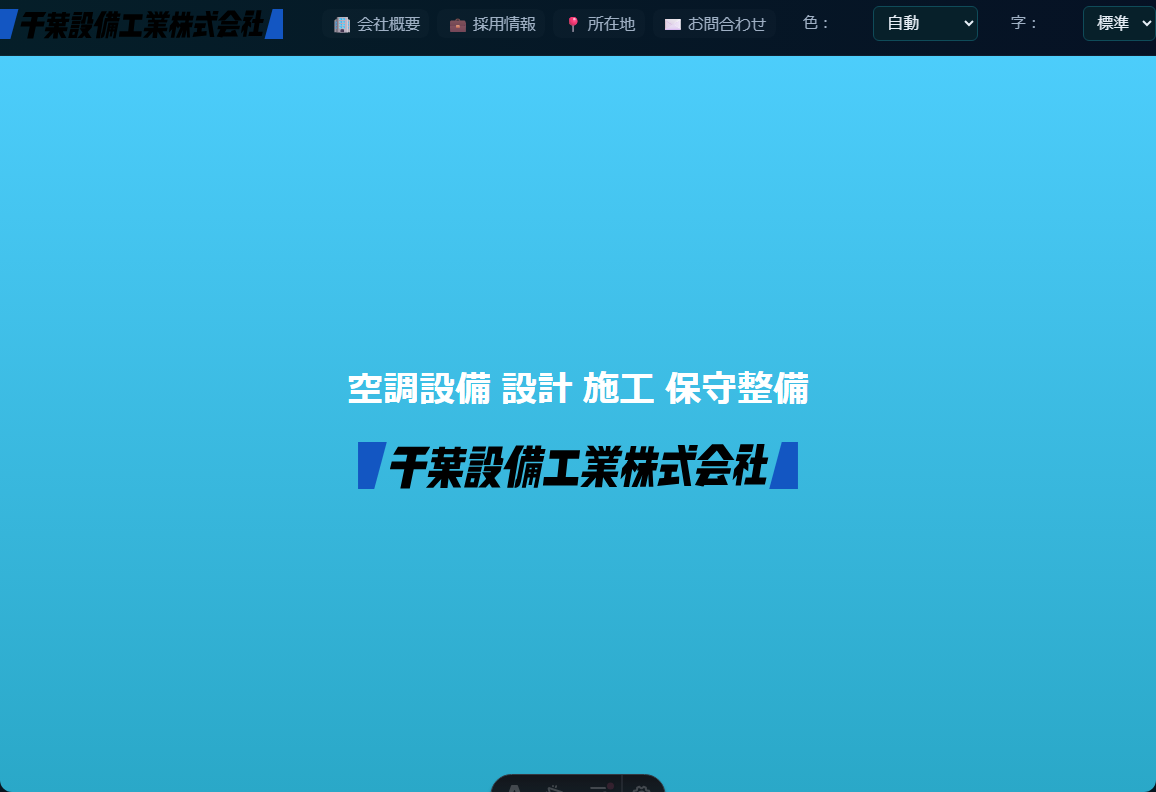 千葉設備工業株式会社 会社概要 採用情報 所在地 お問合わせ 色： 自動 字： 標準
空調設備 設計 施工 保守整備
千葉設備工業株式会社